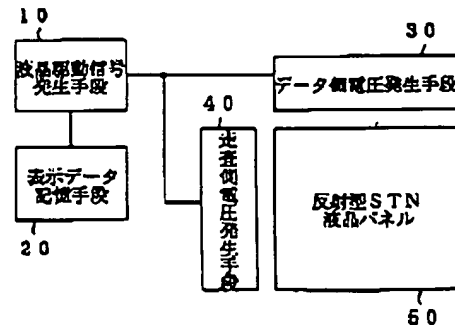 10
液晶駆動信号
発生手段
30
データ側電圧発生手段
40
走査側電圧発生手段
表示データ
記憶手段
20
反射型STN
液晶パネル
50